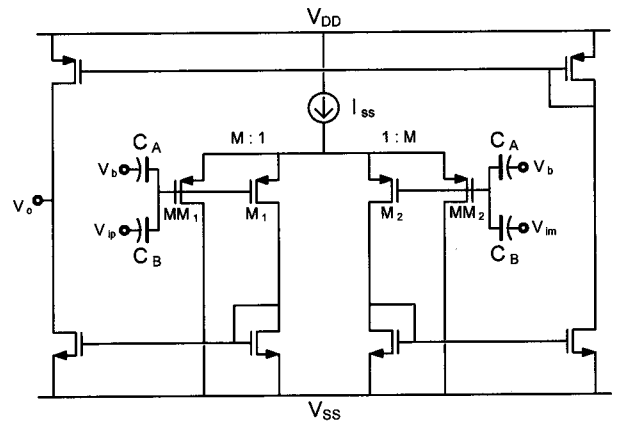 V_DD
I_ss
M : 1
1 : M
C_A
C_A
V_b
V_b
MM_1
M_1
M_2
MM_2
V_o
V_ip
V_im
C_B
C_B
V_SS